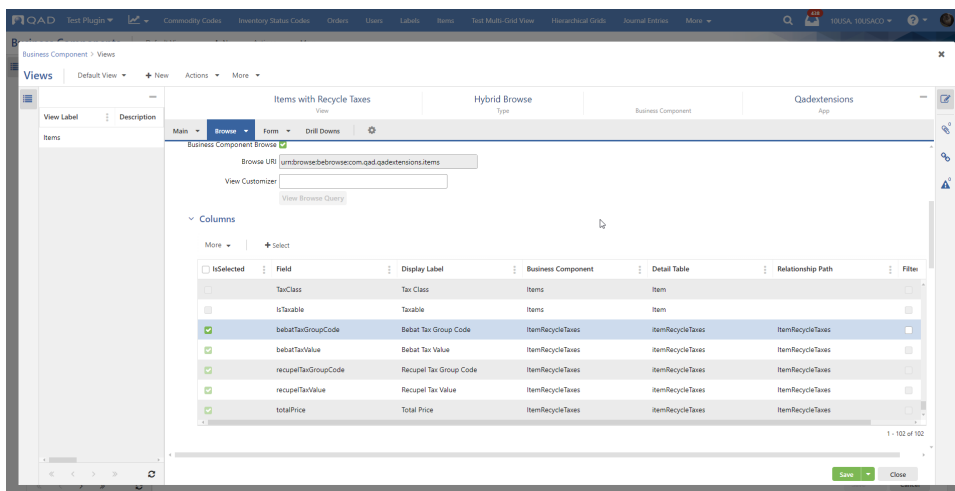 QAD Test Plugin Commodity Codes Inventory Status Codes Orders Users Labels Items Test Multi-Grid View Hierarchical Grids Journal Entries More 10USA, 10USACO
Business Component > Views
Views Default View + New Actions More
Items with Recycle Taxes Hybrid Browse Qadextensions
View Type Business Component App
View Label Description
Items
Main Browse Form Drill Downs
Business Component Browse
Browse URI urn:browse:bebrowse:com.qad.qadextensions.items
View Customizer
View Browse Query
Columns
More + Select
IsSelected Field Display Label Business Component Detail Table Relationship Path Filter
TaxClass Tax Class Items Item
IsTaxable Taxable Items Item
bebatTaxGroupCode Bebat Tax Group Code ItemRecycleTaxes itemRecycleTaxes ItemRecycleTaxes
bebatTaxValue Bebat Tax Value ItemRecycleTaxes itemRecycleTaxes ItemRecycleTaxes
recupelTaxGroupCode Recupel Tax Group Code ItemRecycleTaxes itemRecycleTaxes ItemRecycleTaxes
recupelTaxValue Recupel Tax Value ItemRecycleTaxes itemRecycleTaxes ItemRecycleTaxes
totalPrice Total Price ItemRecycleTaxes itemRecycleTaxes ItemRecycleTaxes
1 - 102 of 102
Save Close